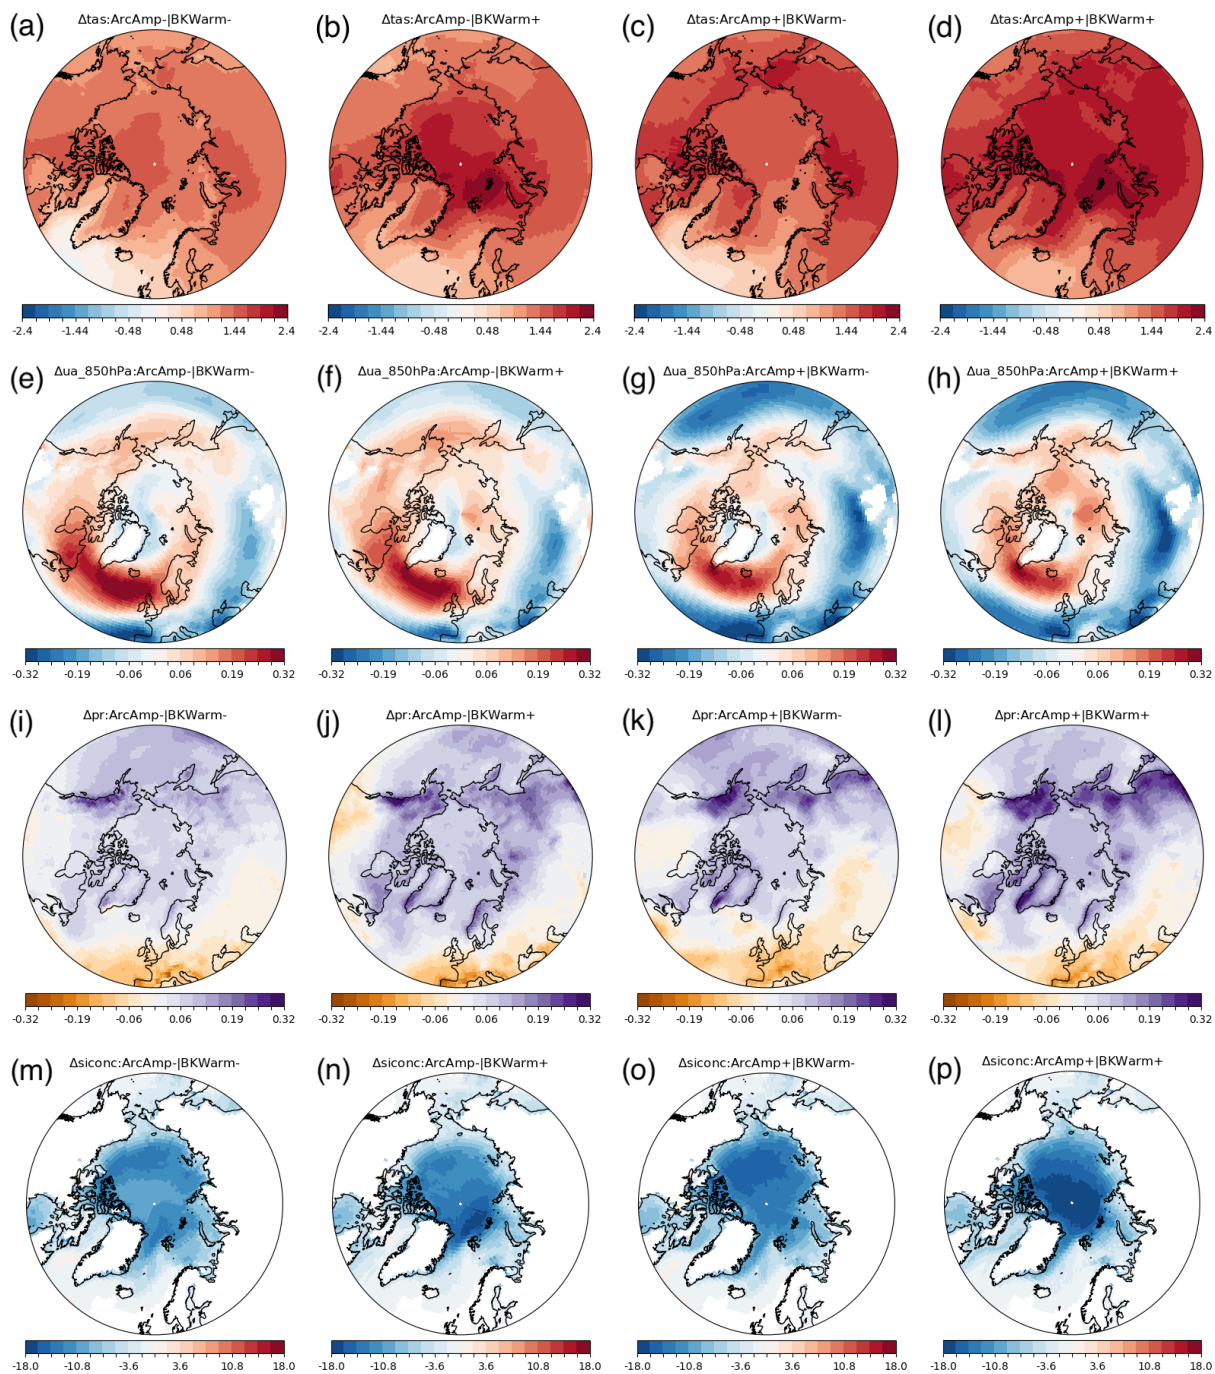 (a) Δtas:ArcAmp-|BKWarm-
(b) Δtas:ArcAmp-|BKWarm+
(c) Δtas:ArcAmp+|BKWarm-
(d) Δtas:ArcAmp+|BKWarm+
-2.4 -1.44 -0.48 0.48 1.44 2.4
-2.4 -1.44 -0.48 0.48 1.44 2.4
-2.4 -1.44 -0.48 0.48 1.44 2.4
-2.4 -1.44 -0.48 0.48 1.44 2.4
(e) Δua_850hPa:ArcAmp-|BKWarm-
(f) Δua_850hPa:ArcAmp-|BKWarm+
(g) Δua_850hPa:ArcAmp+|BKWarm-
(h) Δua_850hPa:ArcAmp+|BKWarm+
-0.32 -0.19 -0.06 0.06 0.19 0.32
-0.32 -0.19 -0.06 0.06 0.19 0.32
-0.32 -0.19 -0.06 0.06 0.19 0.32
-0.32 -0.19 -0.06 0.06 0.19 0.32
(i) Δpr:ArcAmp-|BKWarm-
(j) Δpr:ArcAmp-|BKWarm+
(k) Δpr:ArcAmp+|BKWarm-
(l) Δpr:ArcAmp+|BKWarm+
-0.32 -0.19 -0.06 0.06 0.19 0.32
-0.32 -0.19 -0.06 0.06 0.19 0.32
-0.32 -0.19 -0.06 0.06 0.19 0.32
-0.32 -0.19 -0.06 0.06 0.19 0.32
(m) Δsiconc:ArcAmp-|BKWarm-
(n) Δsiconc:ArcAmp-|BKWarm+
(o) Δsiconc:ArcAmp+|BKWarm-
(p) Δsiconc:ArcAmp+|BKWarm+
-18.0 -10.8 -3.6 3.6 10.8 18.0
-18.0 -10.8 -3.6 3.6 10.8 18.0
-18.0 -10.8 -3.6 3.6 10.8 18.0
-18.0 -10.8 -3.6 3.6 10.8 18.0